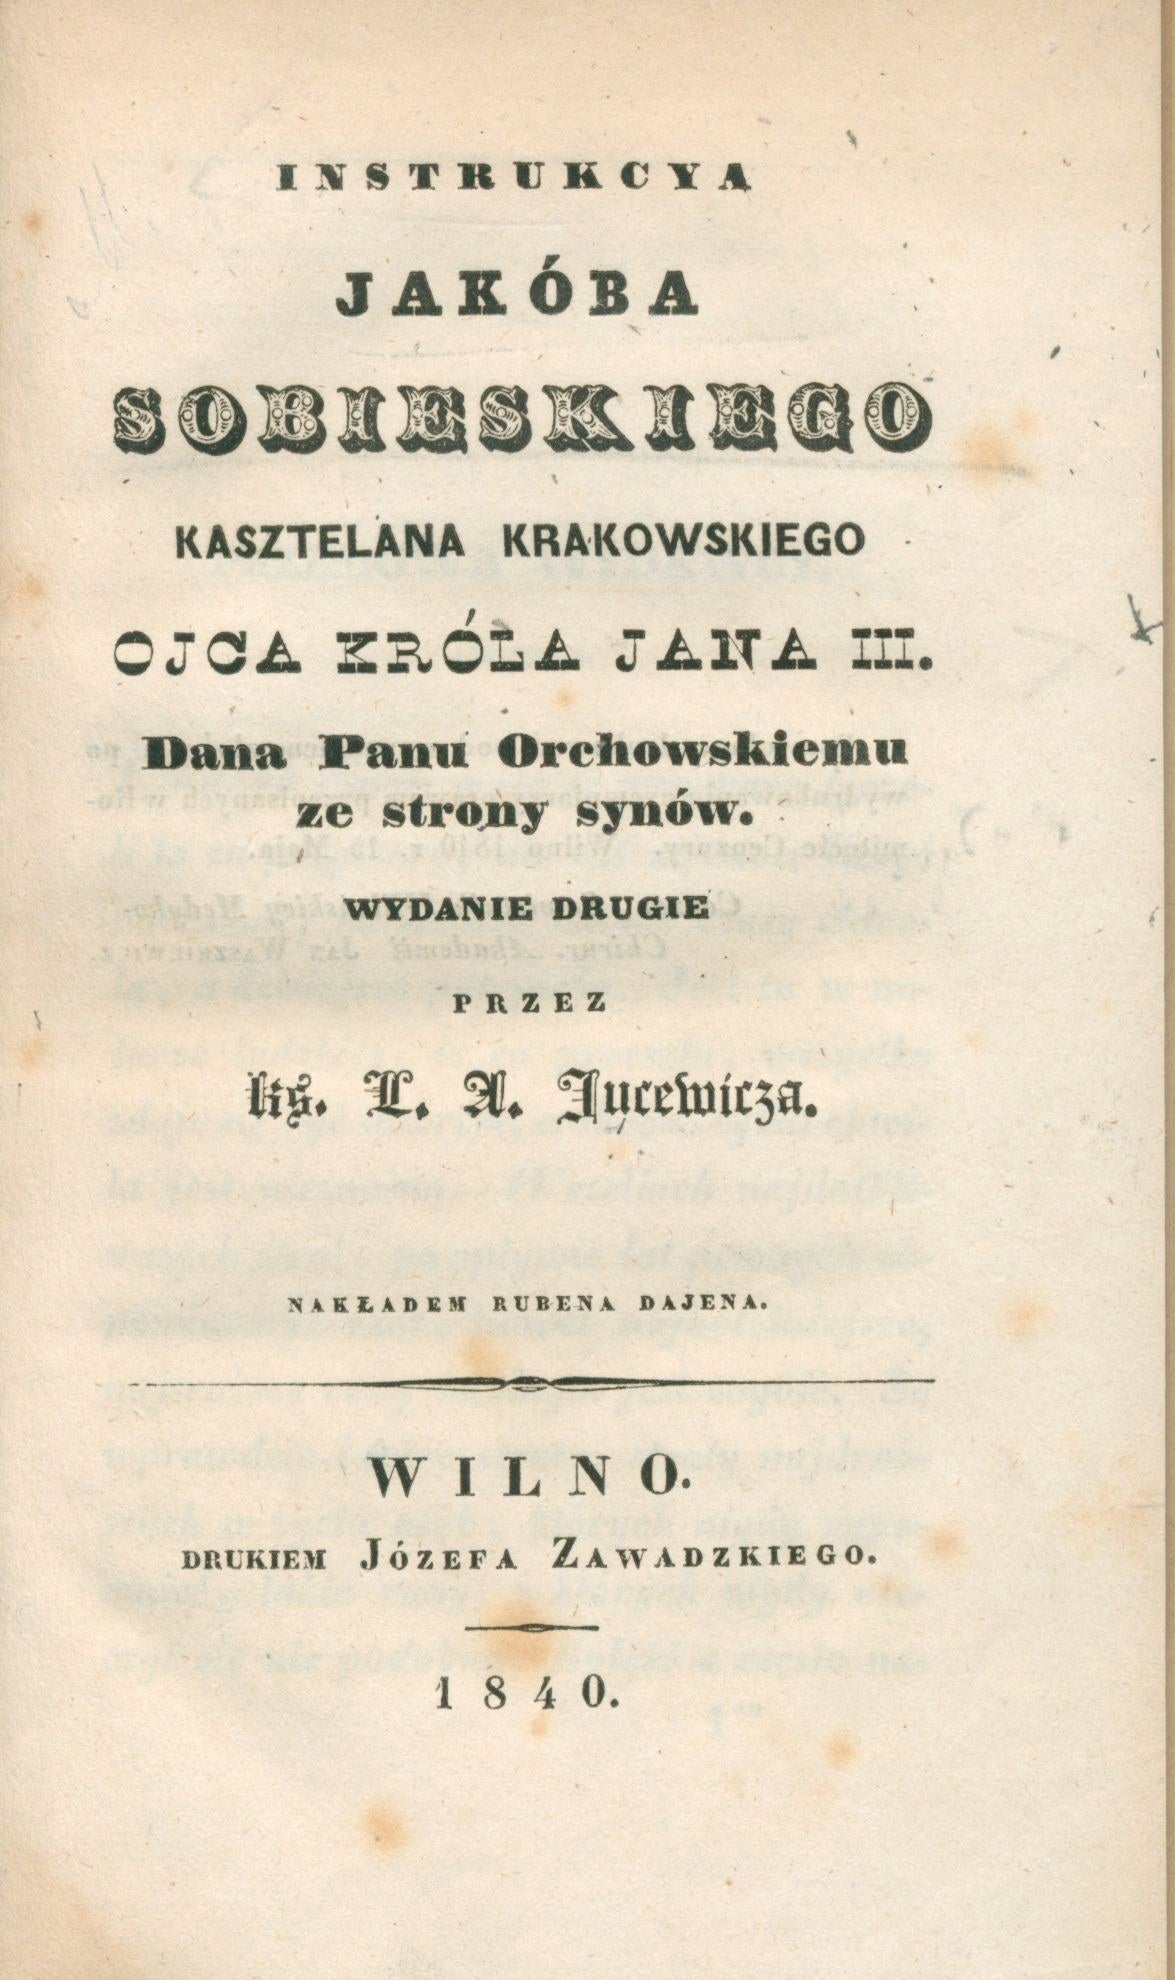 INSTRUKCYA
JAKÓBA
SOBIESKIEGO
KASZTELANA KRAKOWSKIEGO
OJCA KRÓLA JANA III.
Dana Panu Orchowskiemu
ze strony synów.
WYDANIE DRUGIE
PRZEZ
ks. L. A. Jucewicza.
NAKŁADEM RUBENA DAJENA.
WILNO.
DRUKIEM JÓZEFA ZAWADZKIEGO.
1840.